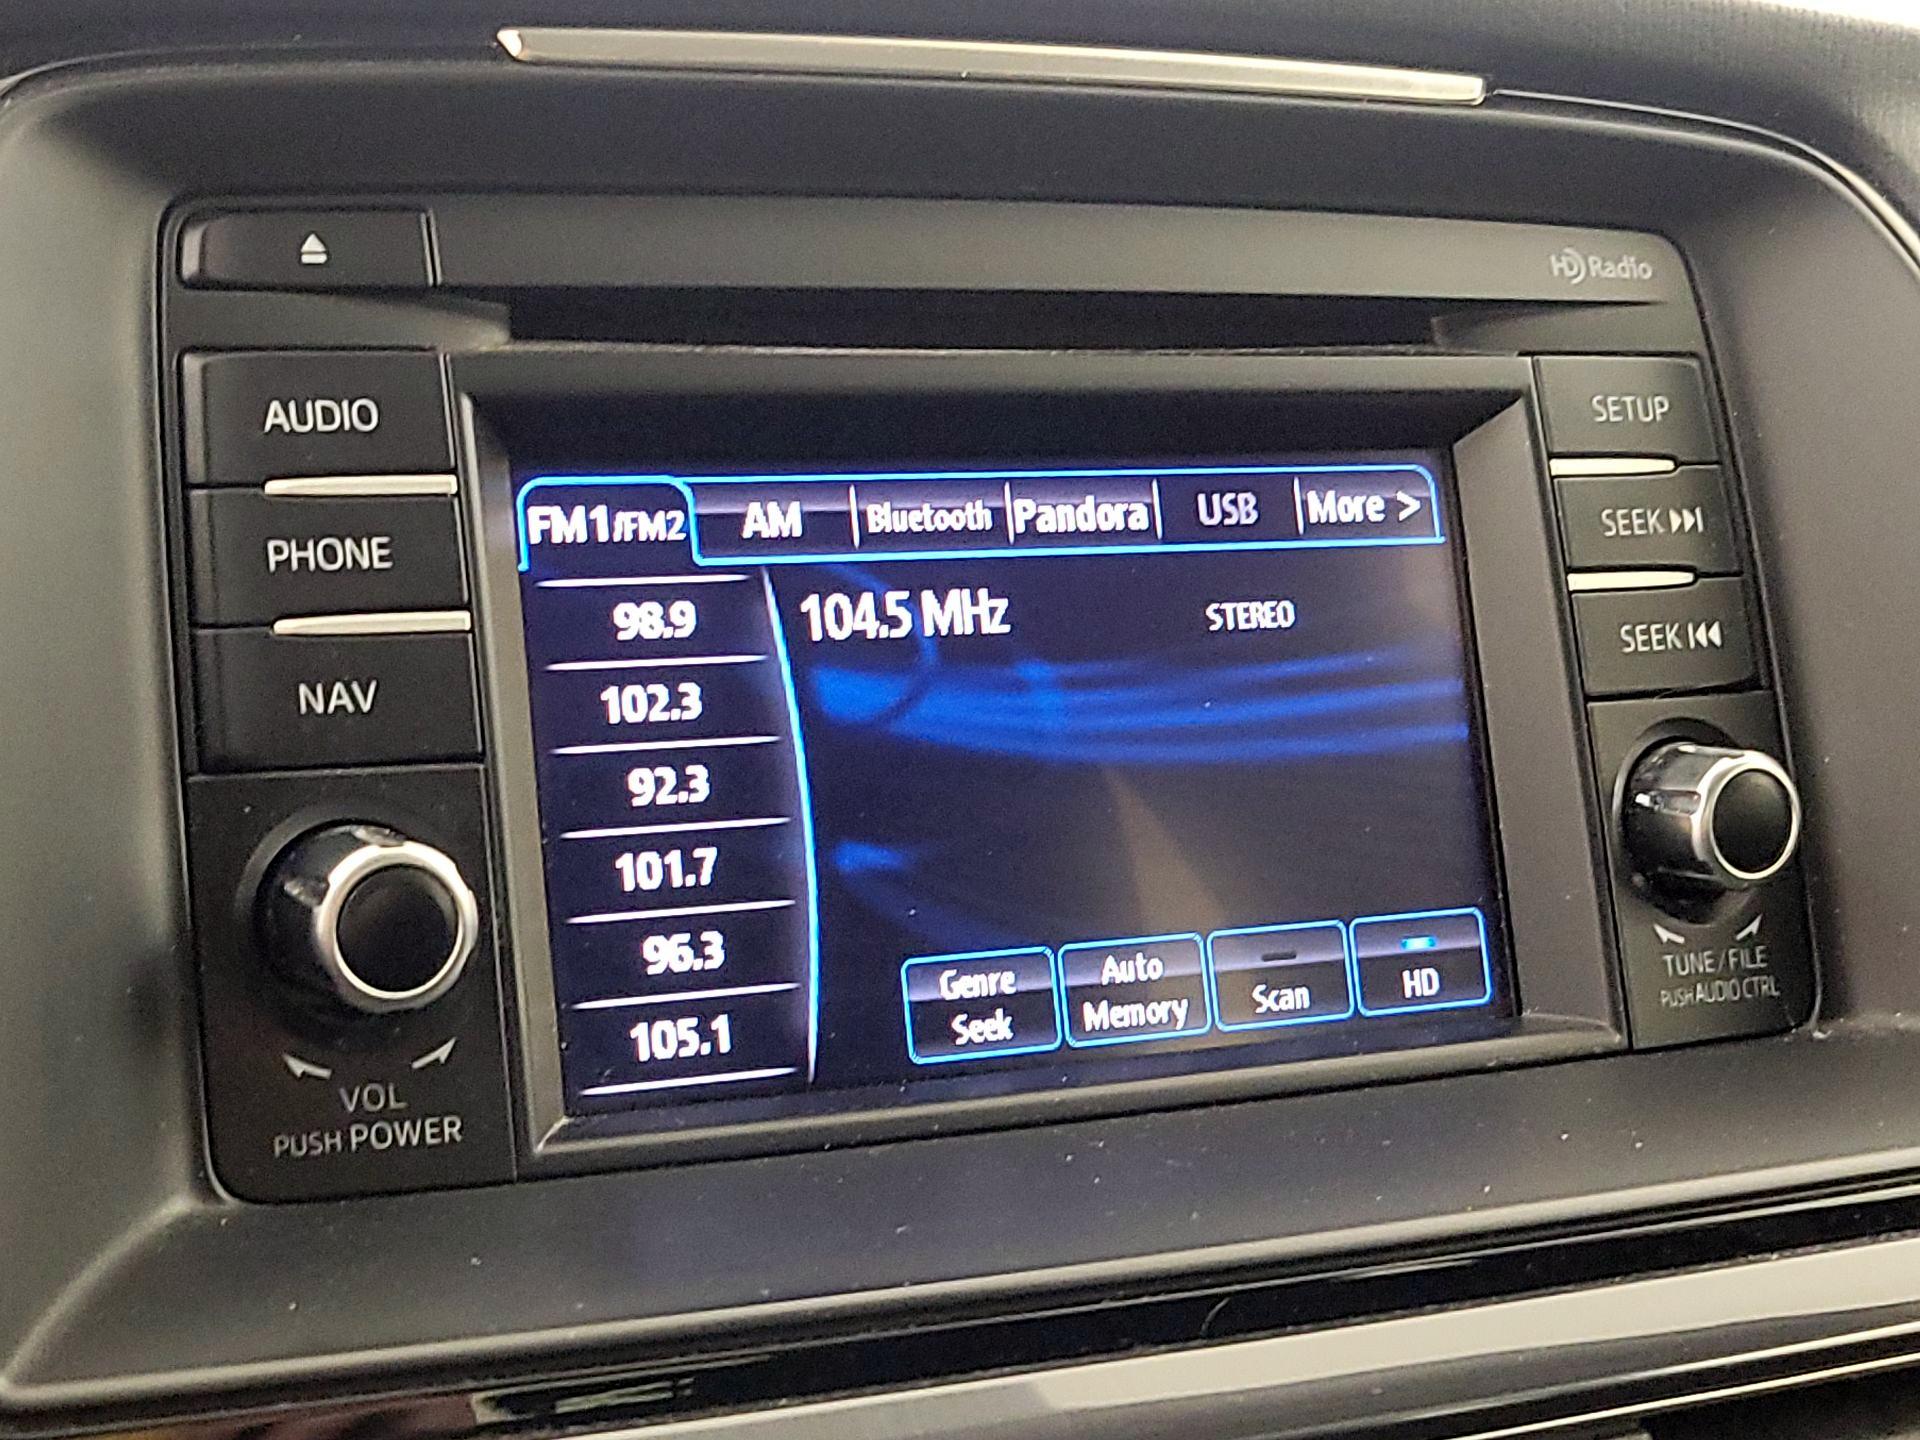 HD Radio
AUDIO
PHONE
NAV
VOL
PUSH POWER
FM1/FM2
AM
Bluetooth
Pandora
USB
More >
98.9
102.3
92.3
101.7
96.3
105.1
104.5 MHz
STEREO
Genre
Seek
Auto
Memory
Scan
HD
SETUP
SEEK
SEEK
TUNE/FILE
PUSH AUDIO CTRL